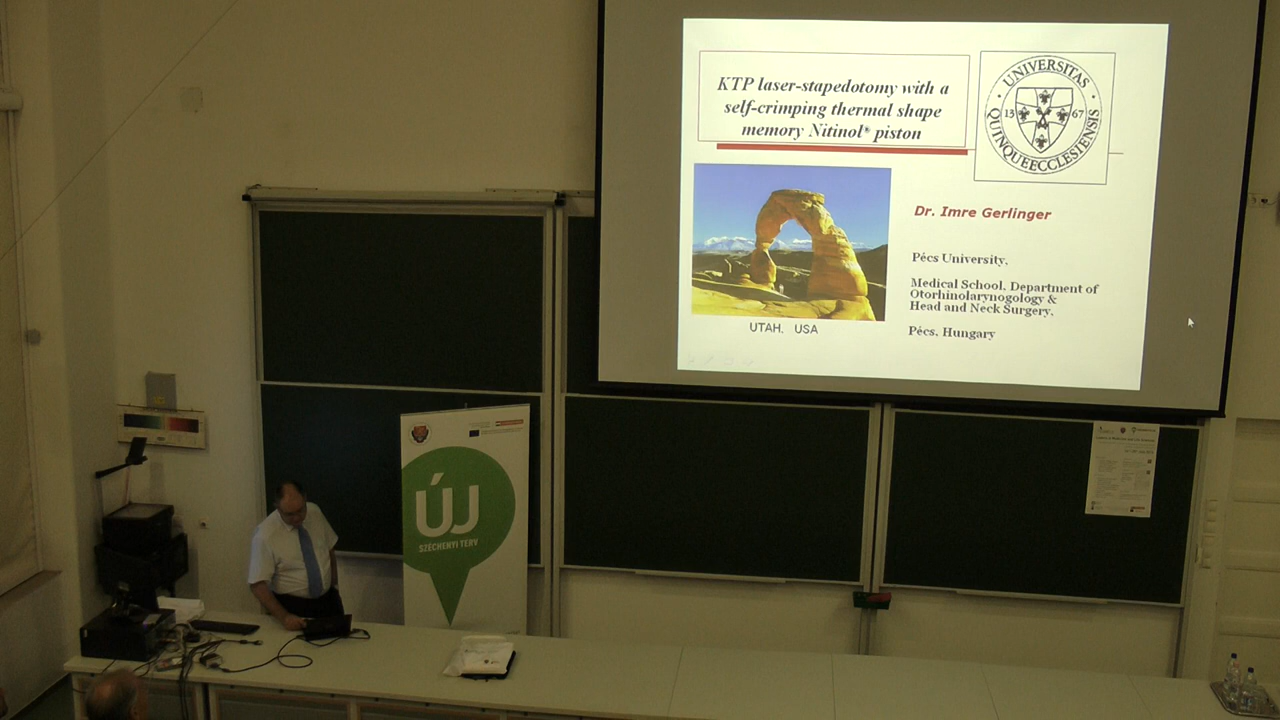 KTP laser-stapedotomy with a
self-crimping thermal shape
memory Nitinol® piston
UNIVERSITAS
QUINQUEECCLESIENSIS
13 67
Dr. Imre Gerlinger
Pécs University,
Medical School, Department of
Otorhinolaryngology &
Head and Neck Surgery,
Pécs, Hungary
UTAH, USA
ÚJ
SZÉCHENYI TERV